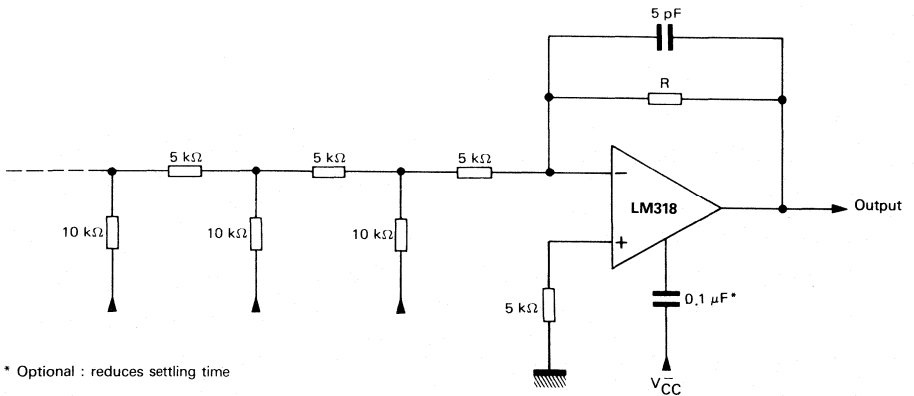 5 pF
R
5 kΩ
5 kΩ
5 kΩ
10 kΩ
10 kΩ
10 kΩ
−
LM318
+
Output
5 kΩ
0,1 µF*
V̄CC
* Optional : reduces settling time